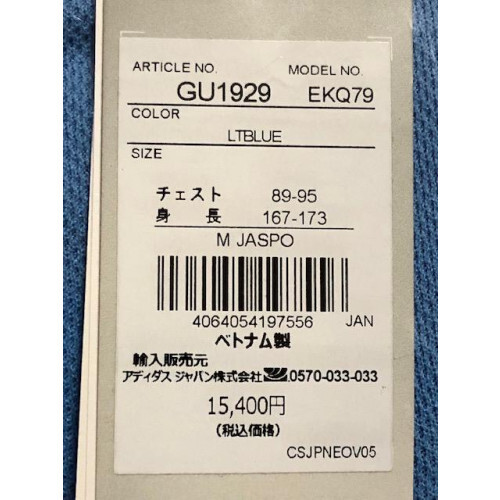 ARTICLE NO. MODEL NO.
GU1929 EKQ79
COLOR
LTBLUE
SIZE
チェスト 89-95
身長 167-173
M JASPO
4064054197556 JAN
ベトナム製
輸入販売元
アディダス ジャパン株式会社 0570-033-033
15,400円
(税込価格)
CSJPNEOV05